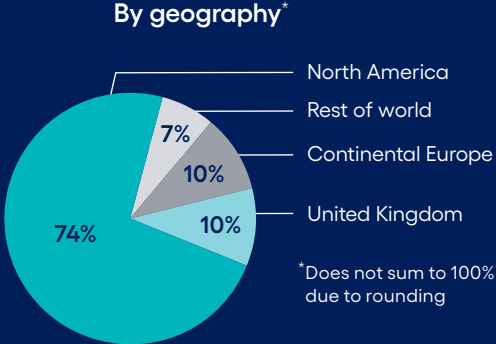 By geography*
North America
Rest of world
7%
Continental Europe
10%
United Kingdom
10%
74%
*Does not sum to 100%
due to rounding